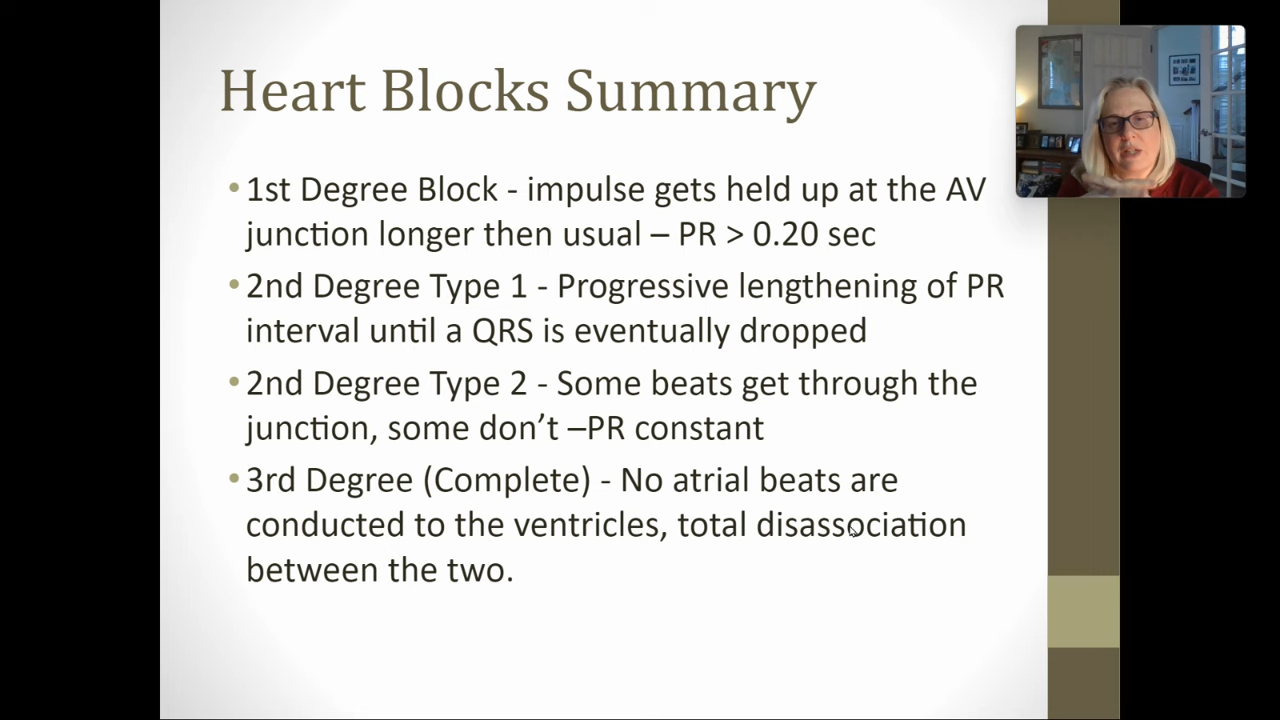 Heart Blocks Summary
•1st Degree Block - impulse gets held up at the AV
junction longer then usual – PR > 0.20 sec
•2nd Degree Type 1 - Progressive lengthening of PR
interval until a QRS is eventually dropped
•2nd Degree Type 2 - Some beats get through the
junction, some don’t –PR constant
•3rd Degree (Complete) - No atrial beats are
conducted to the ventricles, total disassociation
between the two.